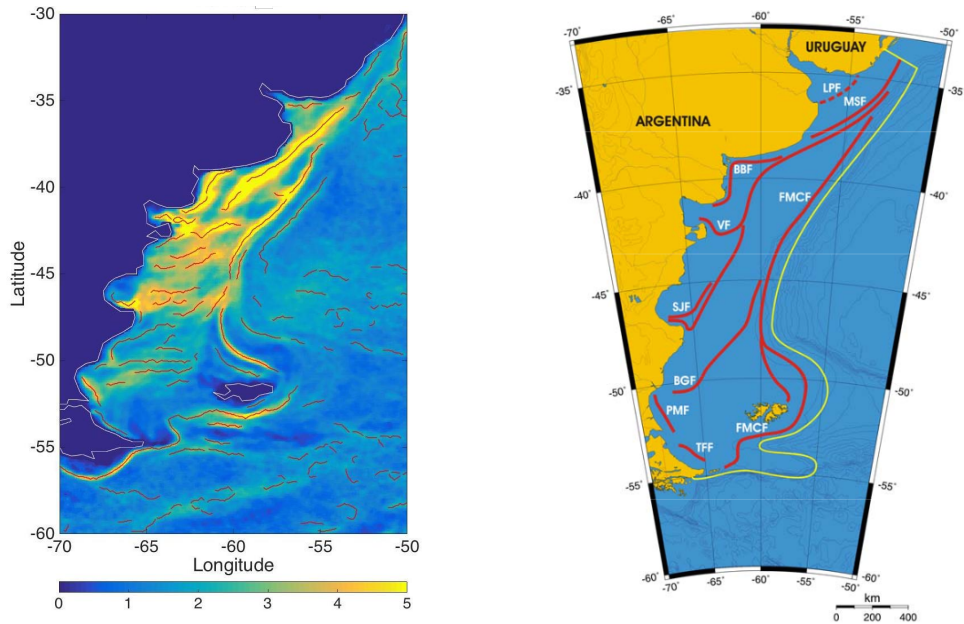 -30
-35
-40
-45
-50
-55
-60
Latitude
-70 -65 -60 -55 -50
Longitude
0 1 2 3 4 5
-70 -65 -60 -55 -50
URUGUAY
-35 -35
LPF
MSF
ARGENTINA
BBF
-40 FMCF -40
VF
-45 -45
SJF
BGF
-50 -50
PMF
FMCF
TFF
-55 -55
-60 -60
-70 -65 -60 -55 -50
km
0 200 400